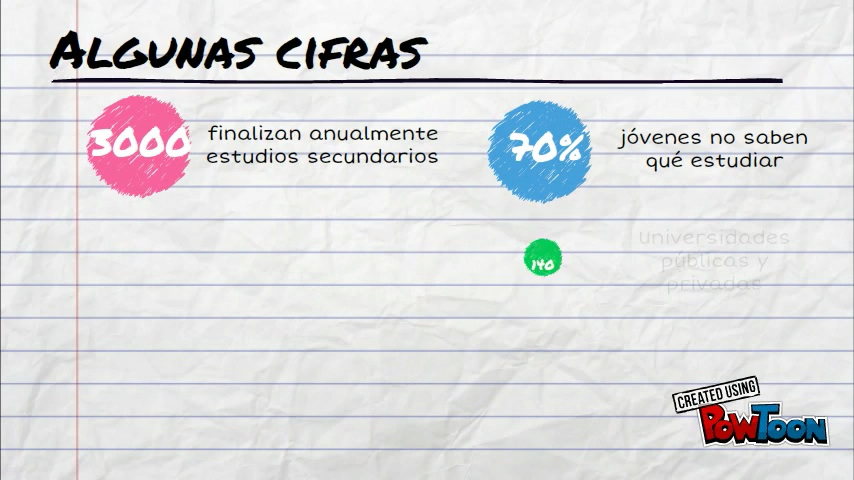 Algunas cifras
3000
finalizan anualmente
estudios secundarios
70%
jóvenes no saben
qué estudiar
140
Universidades
públicas y
privadas
CREATED USING
POWTOON